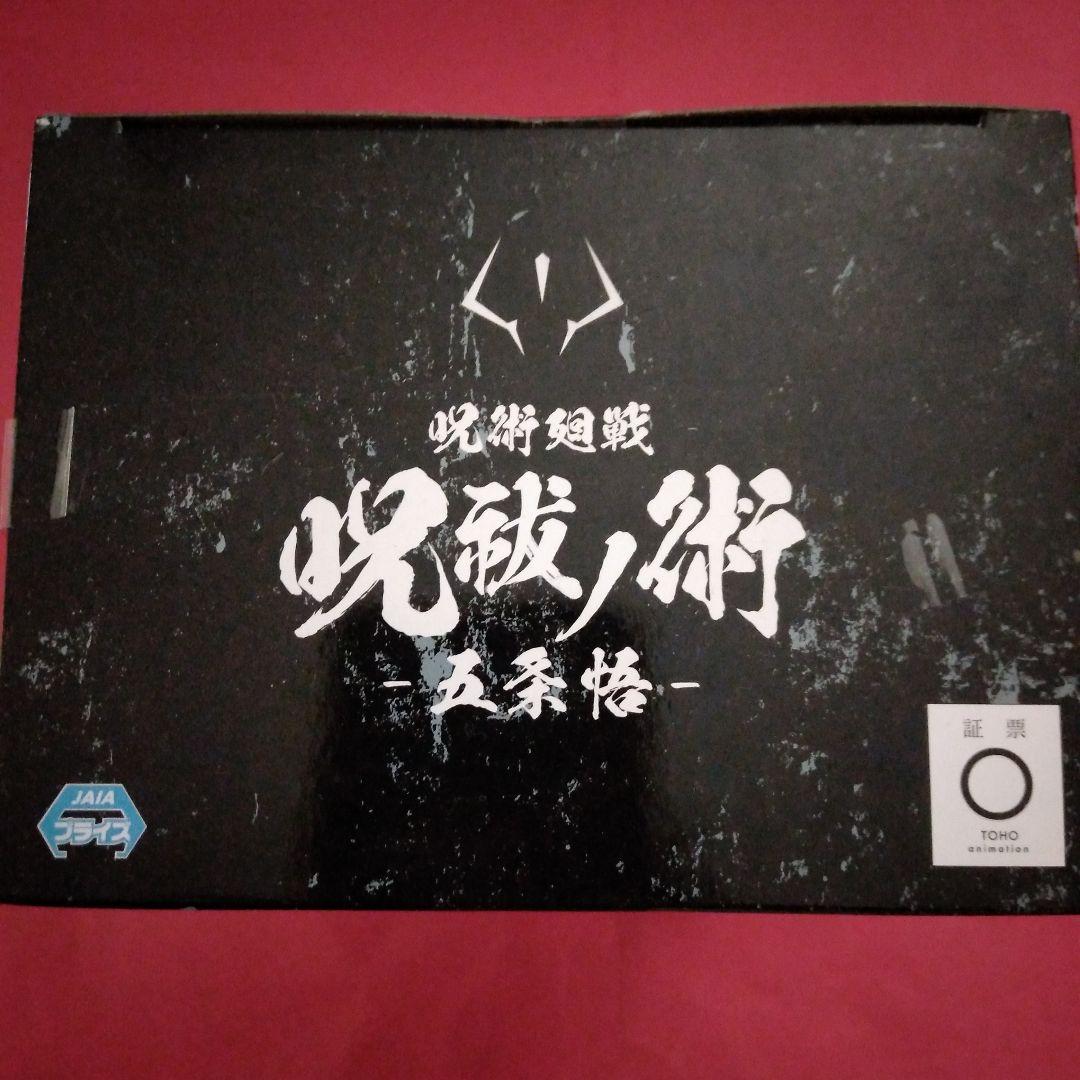 呪術廻戦
呪祓ノ術
-五条悟-
JAIA
プライズ
証票
TOHO
animation